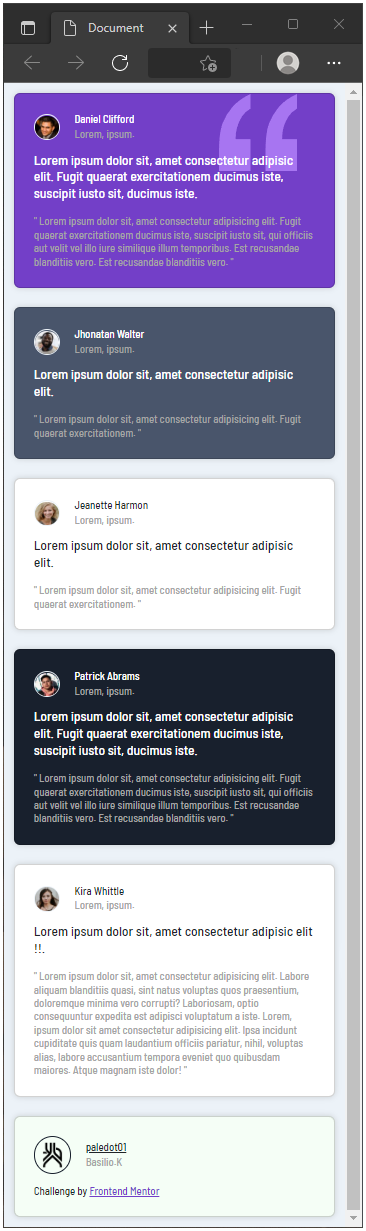 Document
Daniel Clifford
Lorem, ipsum.
Lorem ipsum dolor sit, amet consectetur adipisic
elit. Fugit quaerat exercitationem ducimus iste,
suscipit iusto sit, ducimus iste.
" Lorem ipsum dolor sit, amet consectetur adipisicing elit. Fugit
quaerat exercitationem ducimus iste, suscipit iusto sit, qui officiis
aut velit vel illo iure similique illum temporibus. Est recusandae
blanditiis vero. Est recusandae blanditiis vero. "
Jhonatan Walter
Lorem, ipsum.
Lorem ipsum dolor sit, amet consectetur adipisic
elit.
" Lorem ipsum dolor sit, amet consectetur adipisicing elit. Fugit
quaerat exercitationem. "
Jeanette Harmon
Lorem, ipsum.
Lorem ipsum dolor sit, amet consectetur adipisic
elit.
" Lorem ipsum dolor sit, amet consectetur adipisicing elit. Fugit
quaerat exercitationem. "
Patrick Abrams
Lorem, ipsum.
Lorem ipsum dolor sit, amet consectetur adipisic
elit. Fugit quaerat exercitationem ducimus iste,
suscipit iusto sit, ducimus iste.
" Lorem ipsum dolor sit, amet consectetur adipisicing elit. Fugit
quaerat exercitationem ducimus iste, suscipit iusto sit, qui officiis
aut velit vel illo iure similique illum temporibus. Est recusandae
blanditiis vero. Est recusandae blanditiis vero. "
Kira Whittle
Lorem, ipsum.
Lorem ipsum dolor sit, amet consectetur adipisic elit
!!.
" Lorem ipsum dolor sit, amet consectetur adipisicing elit. Labore
aliquam blanditiis quasi, sint natus voluptas quos praesentium,
doloremque minima vero corrupti? Laboriosam, optio
consequuntur expedita est adipisci voluptatum a iste. Lorem,
ipsum dolor sit amet consectetur adipisicing elit. Ipsa incidunt
cupiditate quis quam laudantium officiis pariatur, nihil, voluptas
alias, labore accusantium tempora eveniet quo quibusdam
maiores. Atque magnam iste dolor! "
paledot01
Basilio.K
Challenge by Frontend Mentor